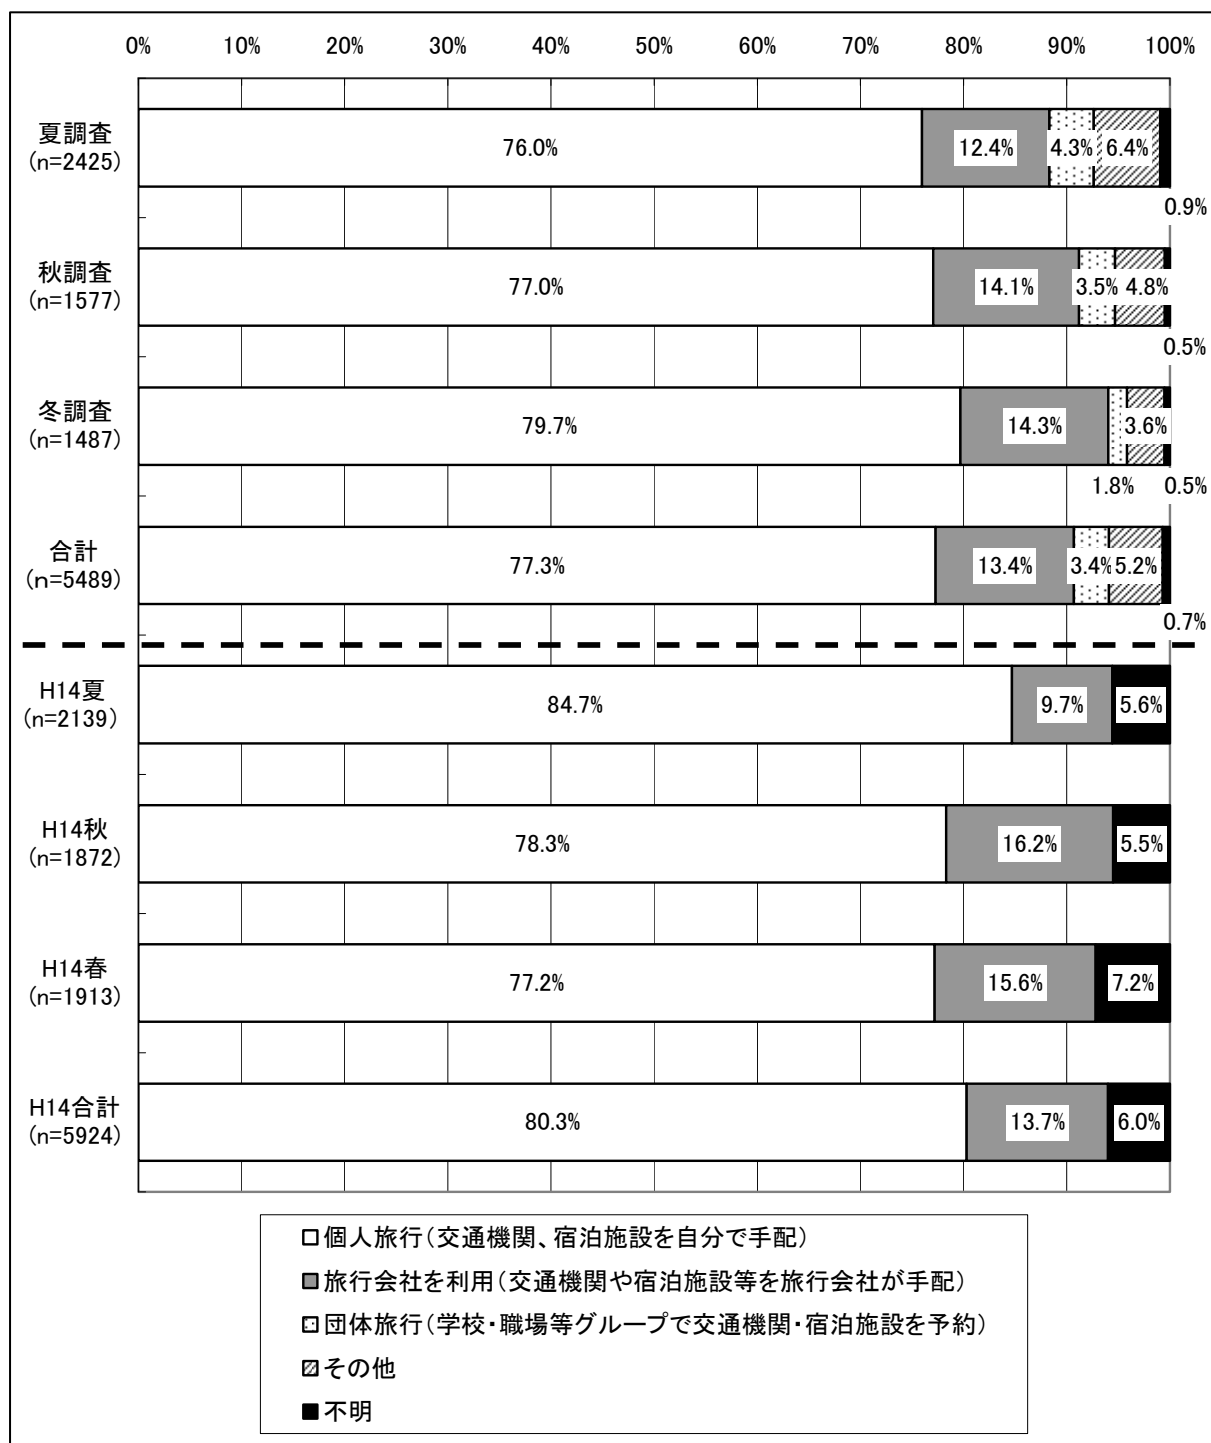 0% 10% 20% 30% 40% 50% 60% 70% 80% 90% 100%
夏調査
(n=2425)
76.0% 12.4% 4.3% 6.4%
0.9%
秋調査
(n=1577)
77.0% 14.1% 3.5% 4.8%
0.5%
冬調査
(n=1487)
79.7% 14.3% 3.6%
1.8% 0.5%
合計
(n=5489)
77.3% 13.4% 3.4% 5.2%
0.7%
H14夏
(n=2139)
84.7% 9.7% 5.6%
H14秋
(n=1872)
78.3% 16.2% 5.5%
H14春
(n=1913)
77.2% 15.6% 7.2%
H14合計
(n=5924)
80.3% 13.7% 6.0%
個人旅行(交通機関、宿泊施設を自分で手配)
旅行会社を利用(交通機関や宿泊施設等を旅行会社が手配)
団体旅行(学校・職場等グループで交通機関・宿泊施設を予約)
その他
不明